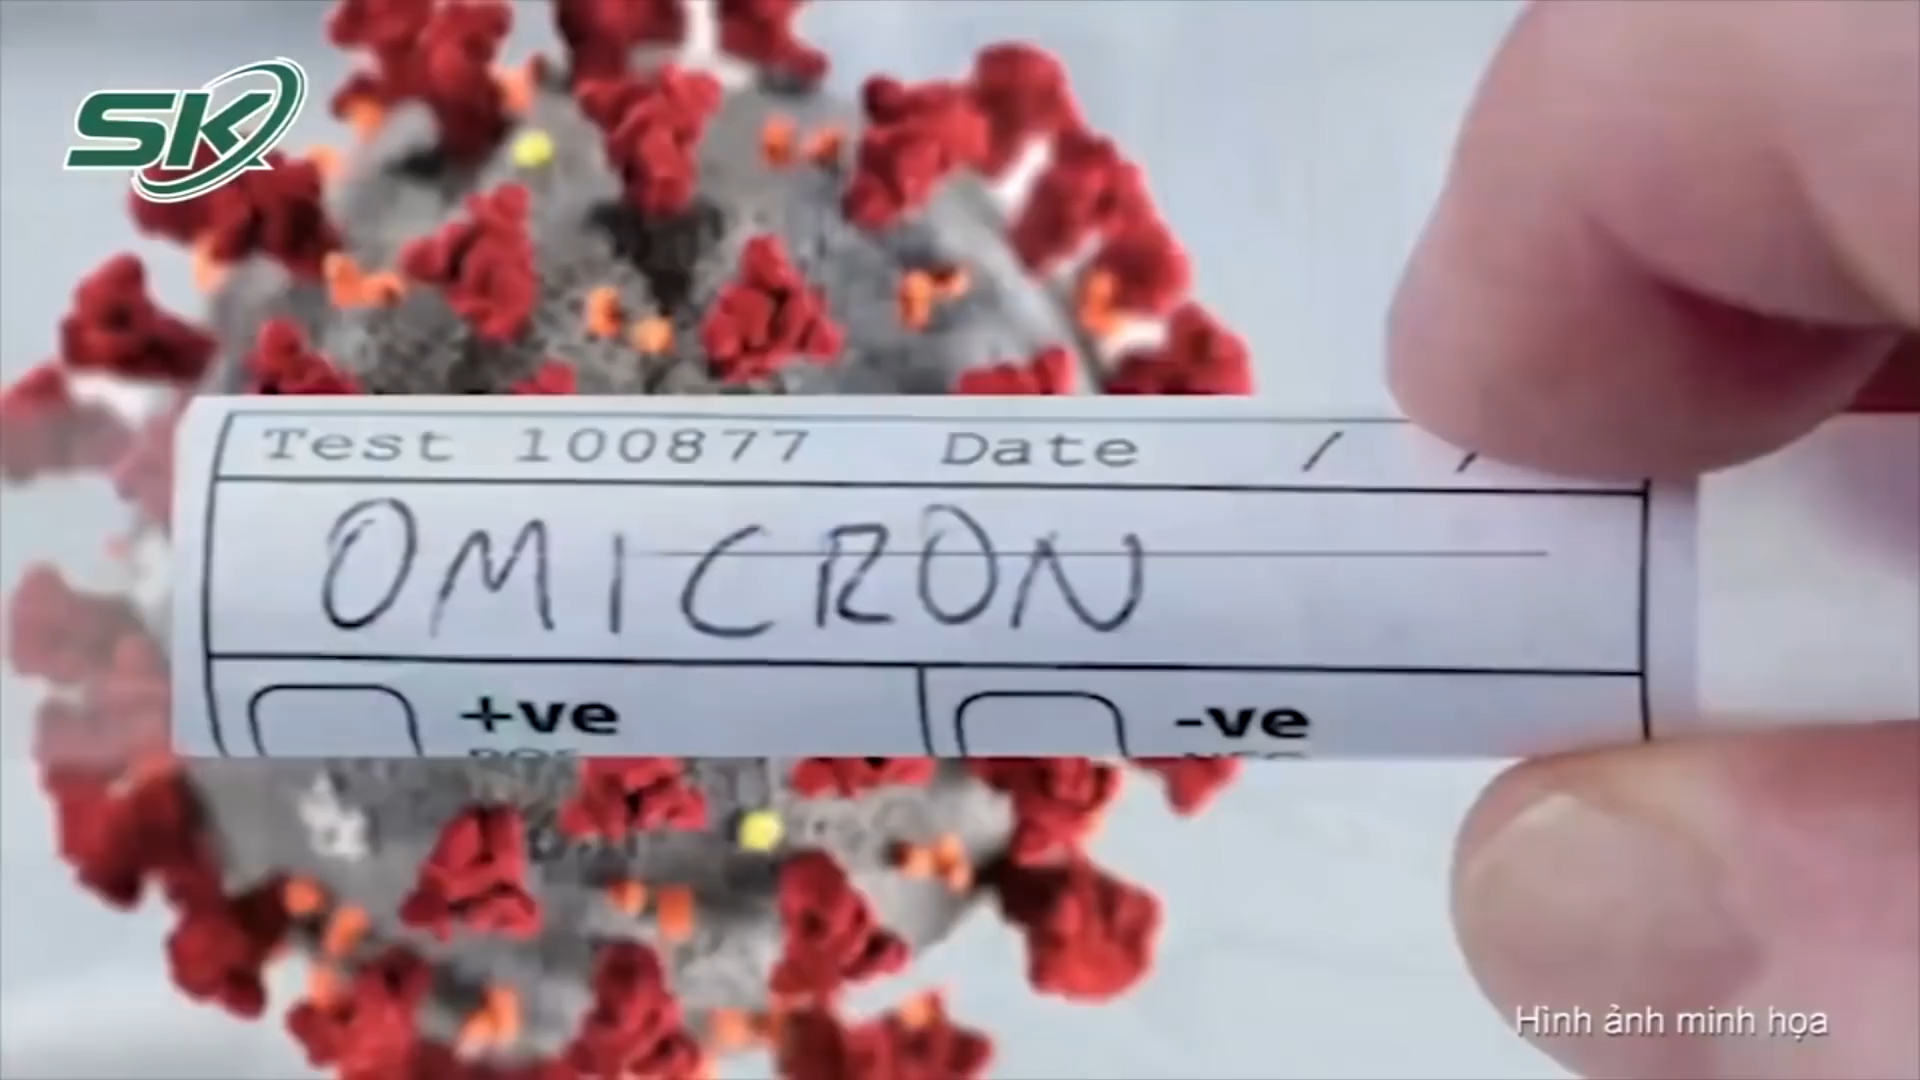 SK
Test 100877 Date / /
OMICRON
+ve -ve
Hình ảnh minh họa